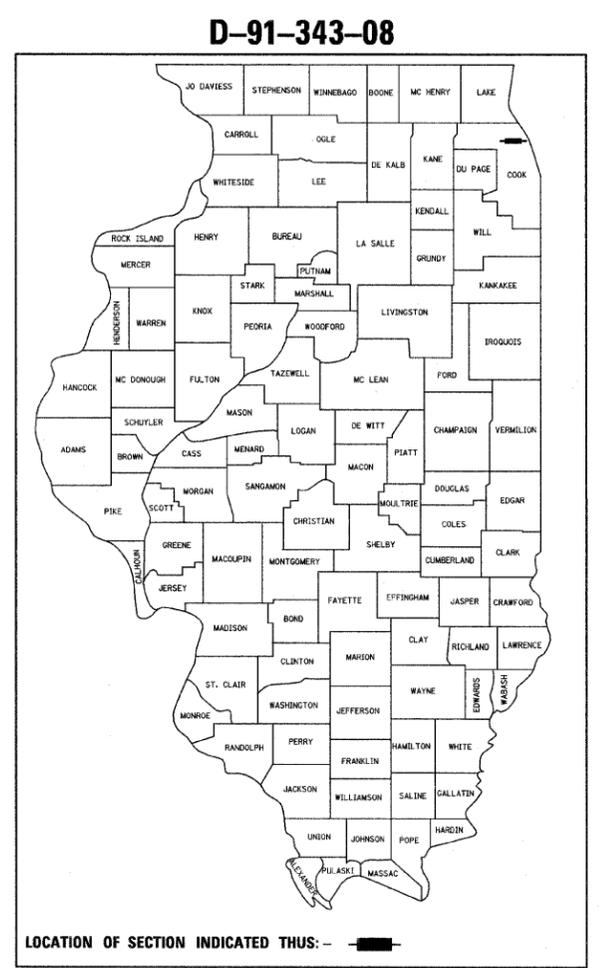 D–91–343–08
JO DAVIESS STEPHENSON WINNEBAGO BOONE MC HENRY LAKE
CARROLL OGLE DE KALB KANE DU PAGE COOK
WHITESIDE LEE
KENDALL
ROCK ISLAND HENRY BUREAU LA SALLE WILL
MERCER PUTNAM GRUNDY
STARK MARSHALL KANKAKEE
HENDERSON WARREN KNOX PEORIA WOODFORD LIVINGSTON IROQUOIS
HANCOCK MC DONOUGH FULTON TAZEWELL MC LEAN FORD
MASON
SCHUYLER LOGAN DE WITT CHAMPAIGN VERMILION
ADAMS BROWN CASS MENARD PIATT
MACON
MORGAN SANGAMON DOUGLAS EDGAR
PIKE SCOTT CHRISTIAN MOULTRIE COLES
GREENE MACOUPIN MONTGOMERY SHELBY CUMBERLAND CLARK
CALHOUN JERSEY
FAYETTE EFFINGHAM JASPER CRAWFORD
MADISON BOND
CLINTON MARION CLAY RICHLAND LAWRENCE
ST. CLAIR WAYNE EDWARDS WABASH
MONROE WASHINGTON JEFFERSON
RANDOLPH PERRY FRANKLIN HAMILTON WHITE
JACKSON WILLIAMSON SALINE GALLATIN
UNION JOHNSON POPE HARDIN
ALEXANDER PULASKI MASSAC
LOCATION OF SECTION INDICATED THUS: –